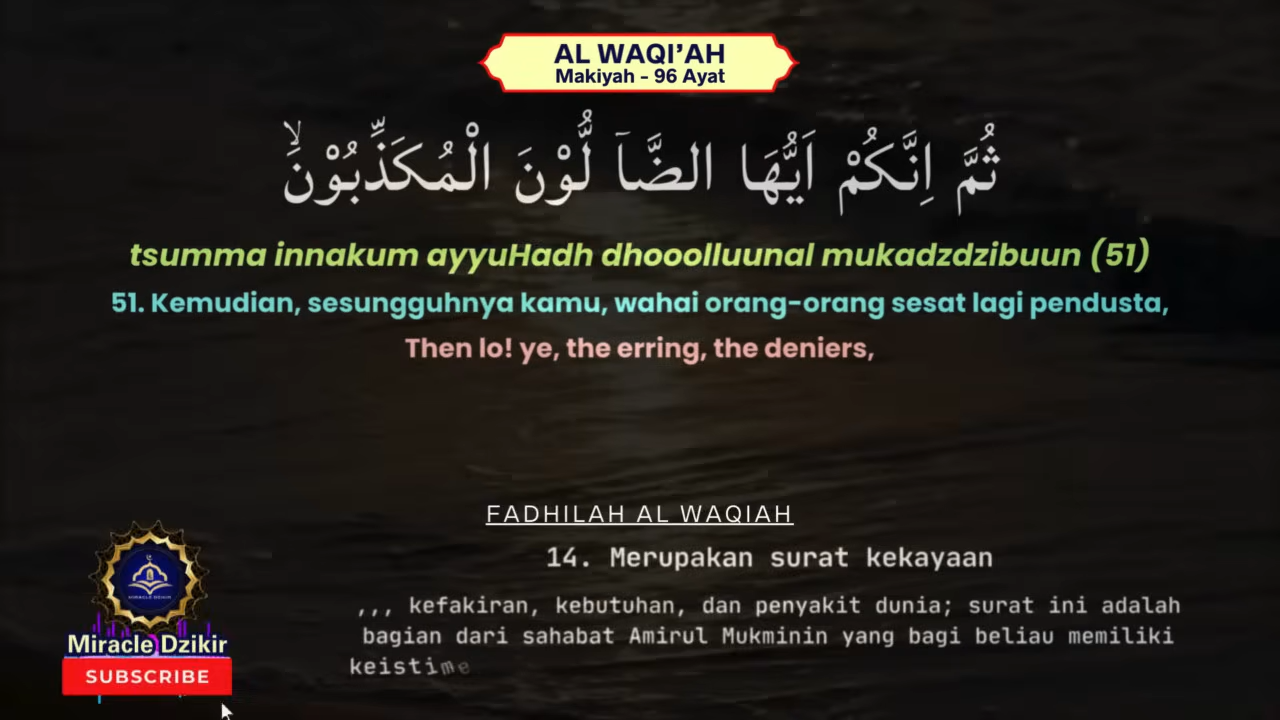 AL WAQI’AH
Makiyah - 96 Ayat
ثُمَّ اِنَّكُمْ اَيُّهَا الضَّاۤ لُّوْنَ الْمُكَذِّبُوْنَۙ
tsumma innakum ayyuHadh dhooolluunal mukadzdzibuun (51)
51. Kemudian, sesungguhnya kamu, wahai orang-orang sesat lagi pendusta,
Then lo! ye, the erring, the deniers,
FADHILAH AL WAQIAH
14. Merupakan surat kekayaan
,,, kefakiran, kebutuhan, dan penyakit dunia; surat ini adalah
bagian dari sahabat Amirul Mukminin yang bagi beliau memiliki
keistime
MIRACLE DZIKIR
Miracle Dzikir
SUBSCRIBE